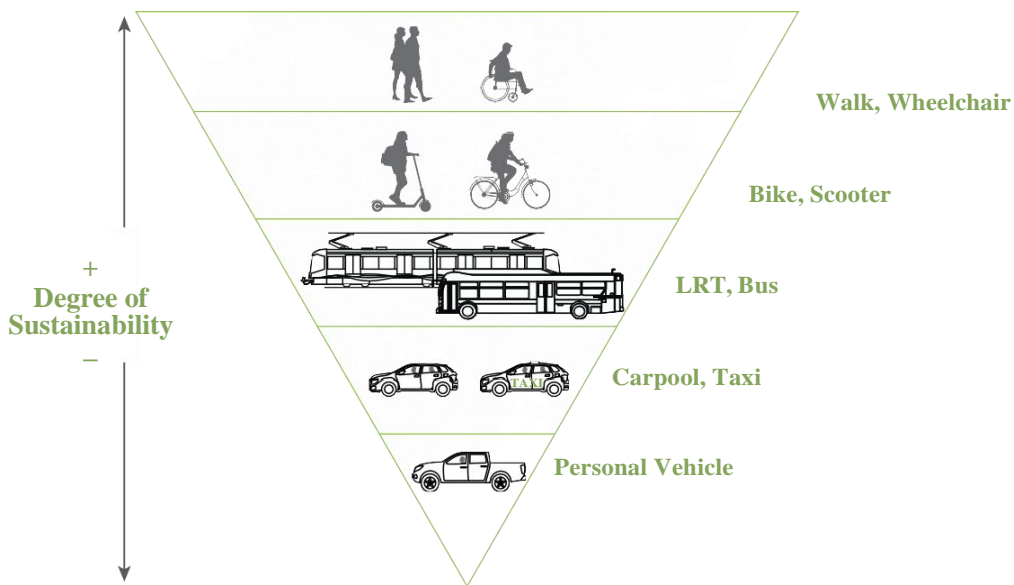 Walk, Wheelchair
Bike, Scooter
+
Degree of
Sustainability
−
LRT, Bus
Carpool, Taxi
TAXI
Personal Vehicle